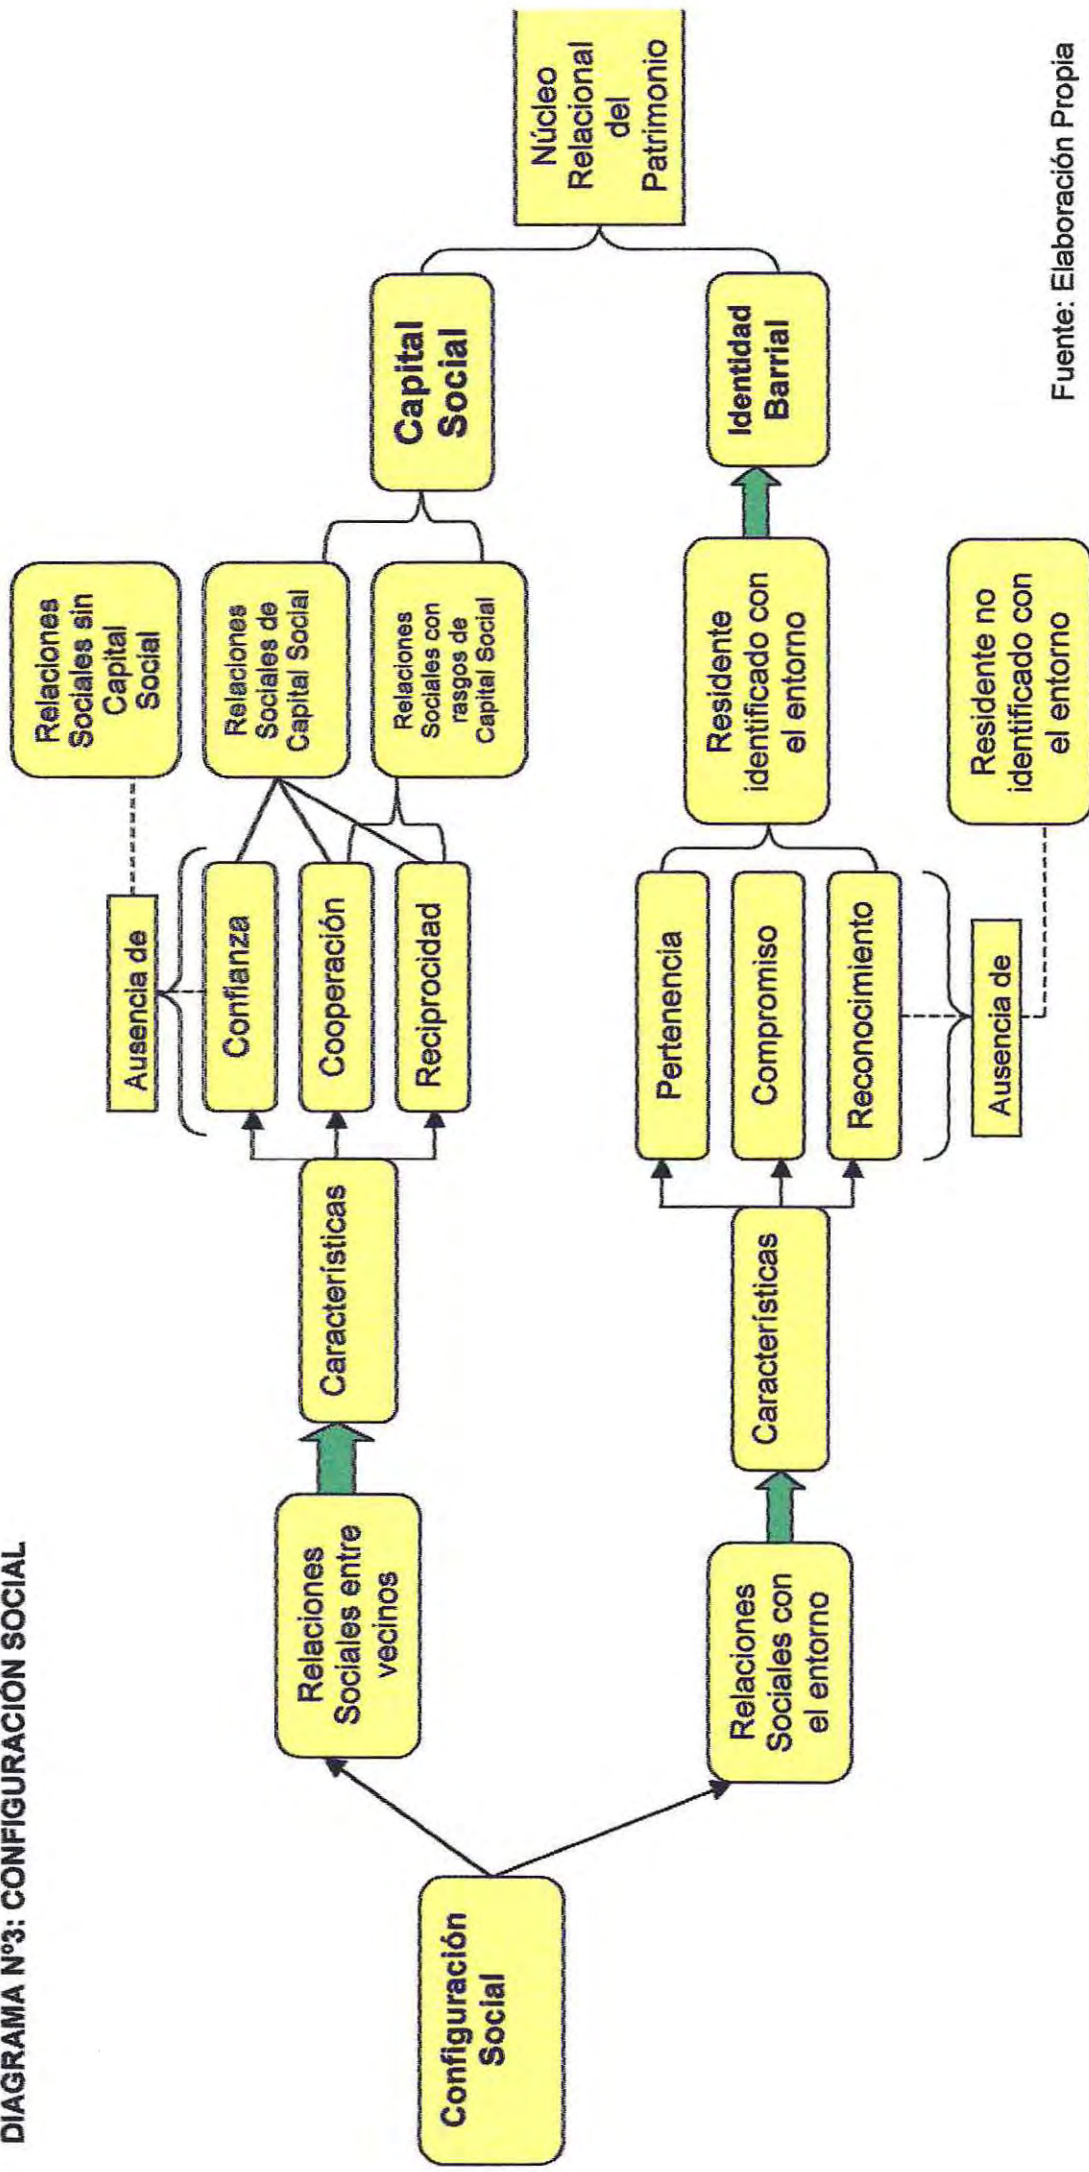 DIAGRAMA Nº3: CONFIGURACIÓN SOCIAL
Configuración
Social
Relaciones
Sociales entre
vecinos
Características
Ausencia de
Confianza
Cooperación
Reciprocidad
Relaciones
Sociales sin
Capital
Social
Relaciones
Sociales de
Capital Social
Relaciones
Sociales con
rasgos de
Capital Social
Capital
Social
Relaciones
Sociales con
el entorno
Características
Pertenencia
Compromiso
Reconocimiento
Ausencia de
Residente
identificado con
el entorno
Residente no
identificado con
el entorno
Identidad
Barrial
Núcleo
Relacional
del
Patrimonio
Fuente: Elaboración Propia